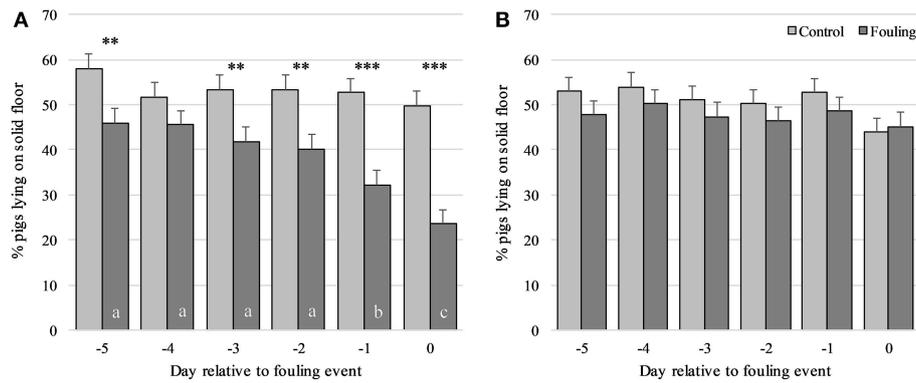 A
% pigs lying on solid floor
70
60
50
40
30
20
10
0
**
**
**
***
***
a
a
a
a
b
c
-5
-4
-3
-2
-1
0
Day relative to fouling event
B
Control
Fouling
% pigs lying on solid floor
70
60
50
40
30
20
10
0
-5
-4
-3
-2
-1
0
Day relative to fouling event